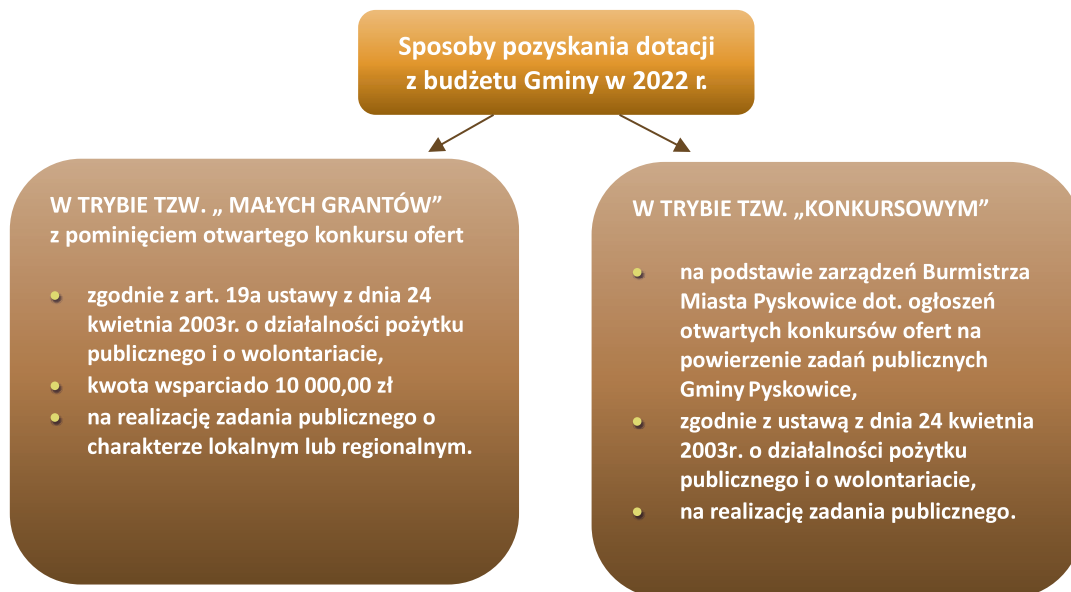 Sposoby pozyskania dotacji
z budżetu Gminy w 2022 r.
W TRYBIE TZW. „ MAŁYCH GRANTÓW”
z pominięciem otwartego konkursu ofert
• zgodnie z art. 19a ustawy z dnia 24
kwietnia 2003r. o działalności pożytku
publicznego i o wolontariacie,
• kwota wsparciado 10 000,00 zł
• na realizację zadania publicznego o
charakterze lokalnym lub regionalnym.
W TRYBIE TZW. „KONKURSOWYM”
• na podstawie zarządzeń Burmistrza
Miasta Pyskowice dot. ogłoszeń
otwartych konkursów ofert na
powierzenie zadań publicznych
Gminy Pyskowice,
• zgodnie z ustawą z dnia 24 kwietnia
2003r. o działalności pożytku
publicznego i o wolontariacie,
• na realizację zadania publicznego.